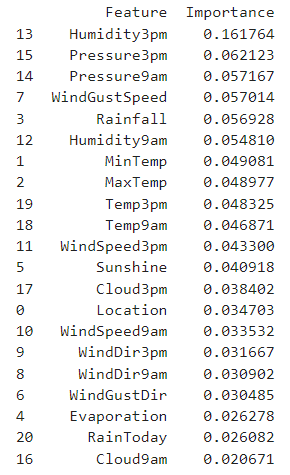 Feature Importance
13 Humidity3pm 0.161764
15 Pressure3pm 0.062123
14 Pressure9am 0.057167
7 WindGustSpeed 0.057014
3 Rainfall 0.056928
12 Humidity9am 0.054810
1 MinTemp 0.049081
2 MaxTemp 0.048977
19 Temp3pm 0.048325
18 Temp9am 0.046871
11 WindSpeed3pm 0.043300
5 Sunshine 0.040918
17 Cloud3pm 0.038402
0 Location 0.034703
10 WindSpeed9am 0.033532
9 WindDir3pm 0.031667
8 WindDir9am 0.030902
6 WindGustDir 0.030485
4 Evaporation 0.026278
20 RainToday 0.026082
16 Cloud9am 0.020671